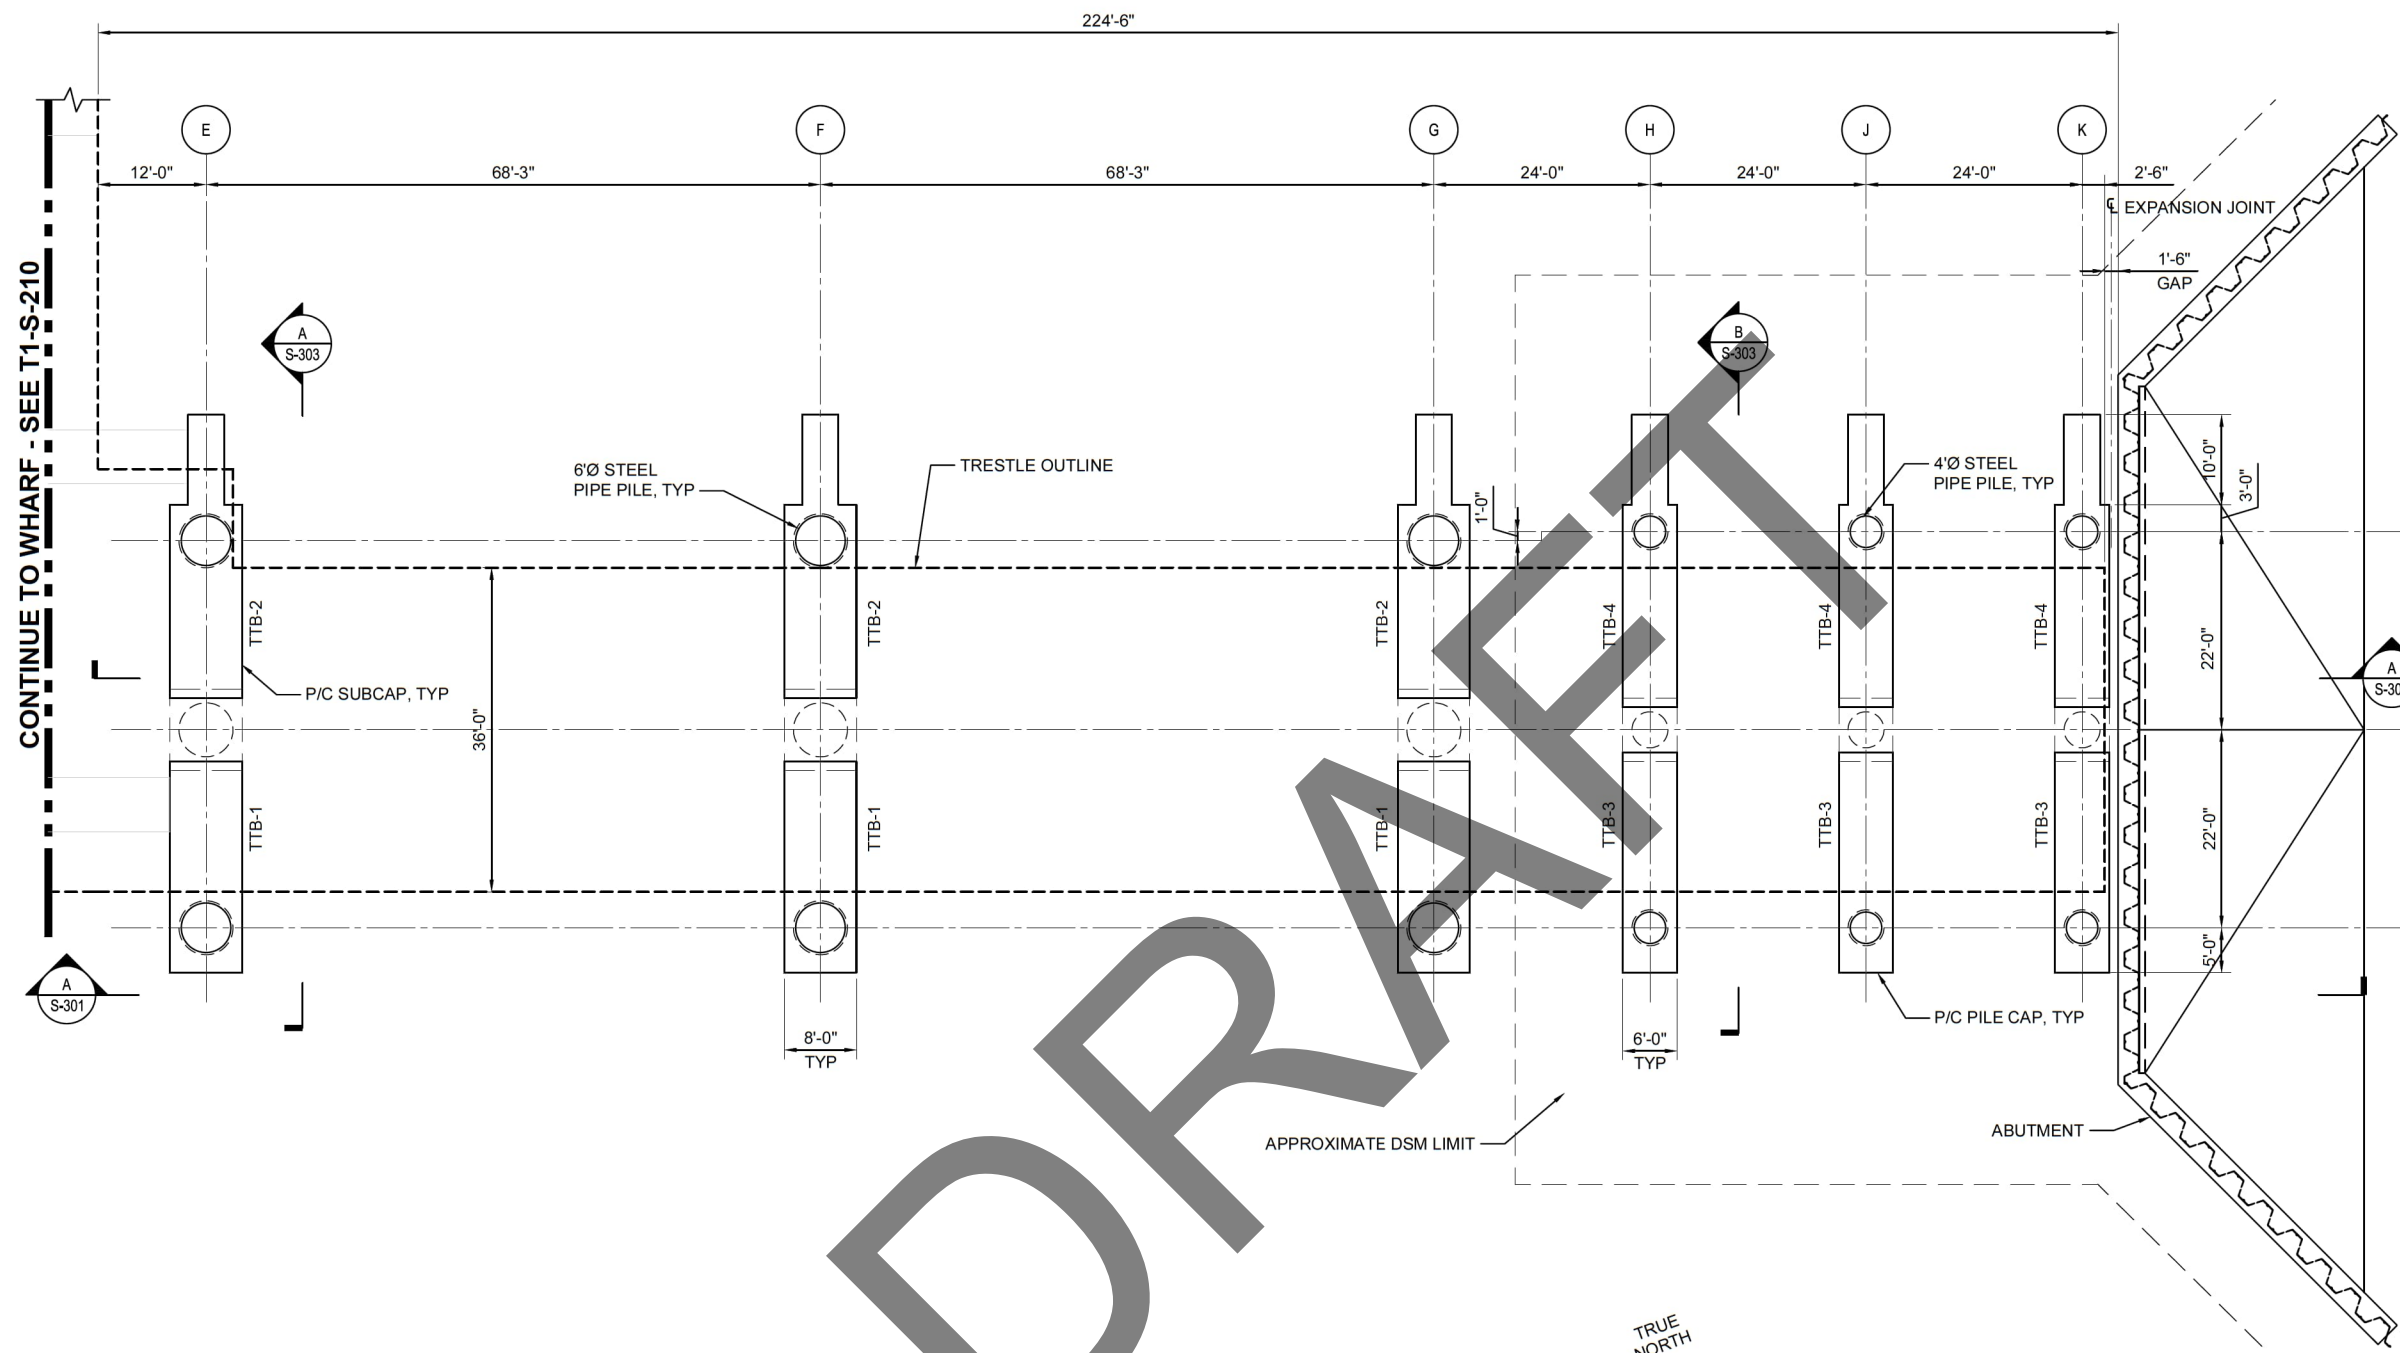 224'-6"
E
F
G
H
J
K
12'-0"
68'-3"
68'-3"
24'-0"
24'-0"
24'-0"
2'-6"
℄ EXPANSION JOINT
1'-6"
GAP
CONTINUE TO WHARF - SEE T1-S-210
A
S-303
B
S-303
6'Ø STEEL
PIPE PILE, TYP
TRESTLE OUTLINE
4'Ø STEEL
PIPE PILE, TYP
1'-0"
10'-0"
3'-0"
TTB-2
TTB-2
TTB-2
TTB-4
TTB-4
TTB-4
22'-0"
P/C SUBCAP, TYP
36'-0"
A
TTB-1
TTB-1
TTB-1
TTB-3
TTB-3
TTB-3
22'-0"
5'-0"
A
S-301
8'-0"
TYP
6'-0"
TYP
P/C PILE CAP, TYP
APPROXIMATE DSM LIMIT
ABUTMENT
DRAFT
TRUE
NORTH